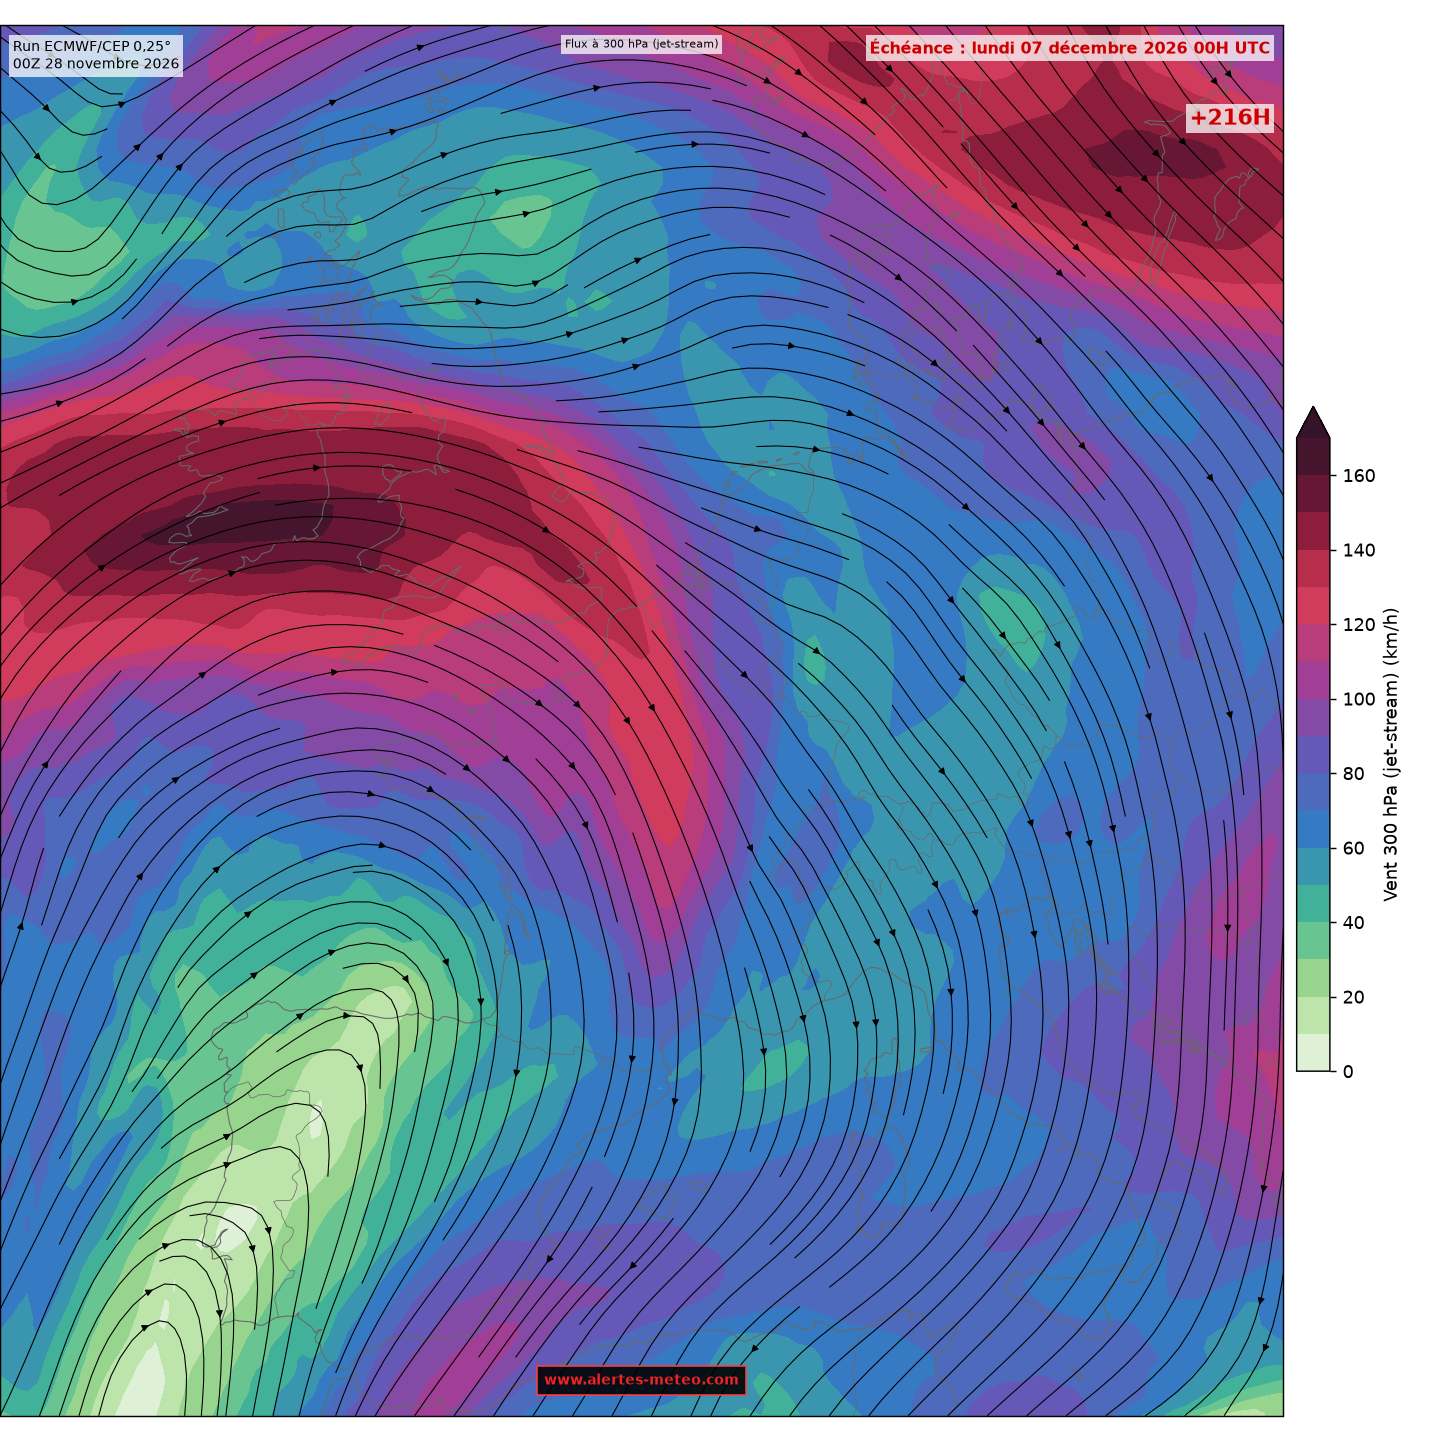 Run ECMWF/CEP 0,25°
00Z 28 novembre 2026
Flux à 300 hPa (jet-stream)
Échéance : lundi 07 décembre 2026 00H UTC
+216H
160
140
120
100
80
60
40
20
0
Vent 300 hPa (jet-stream) (km/h)
www.alertes-meteo.com